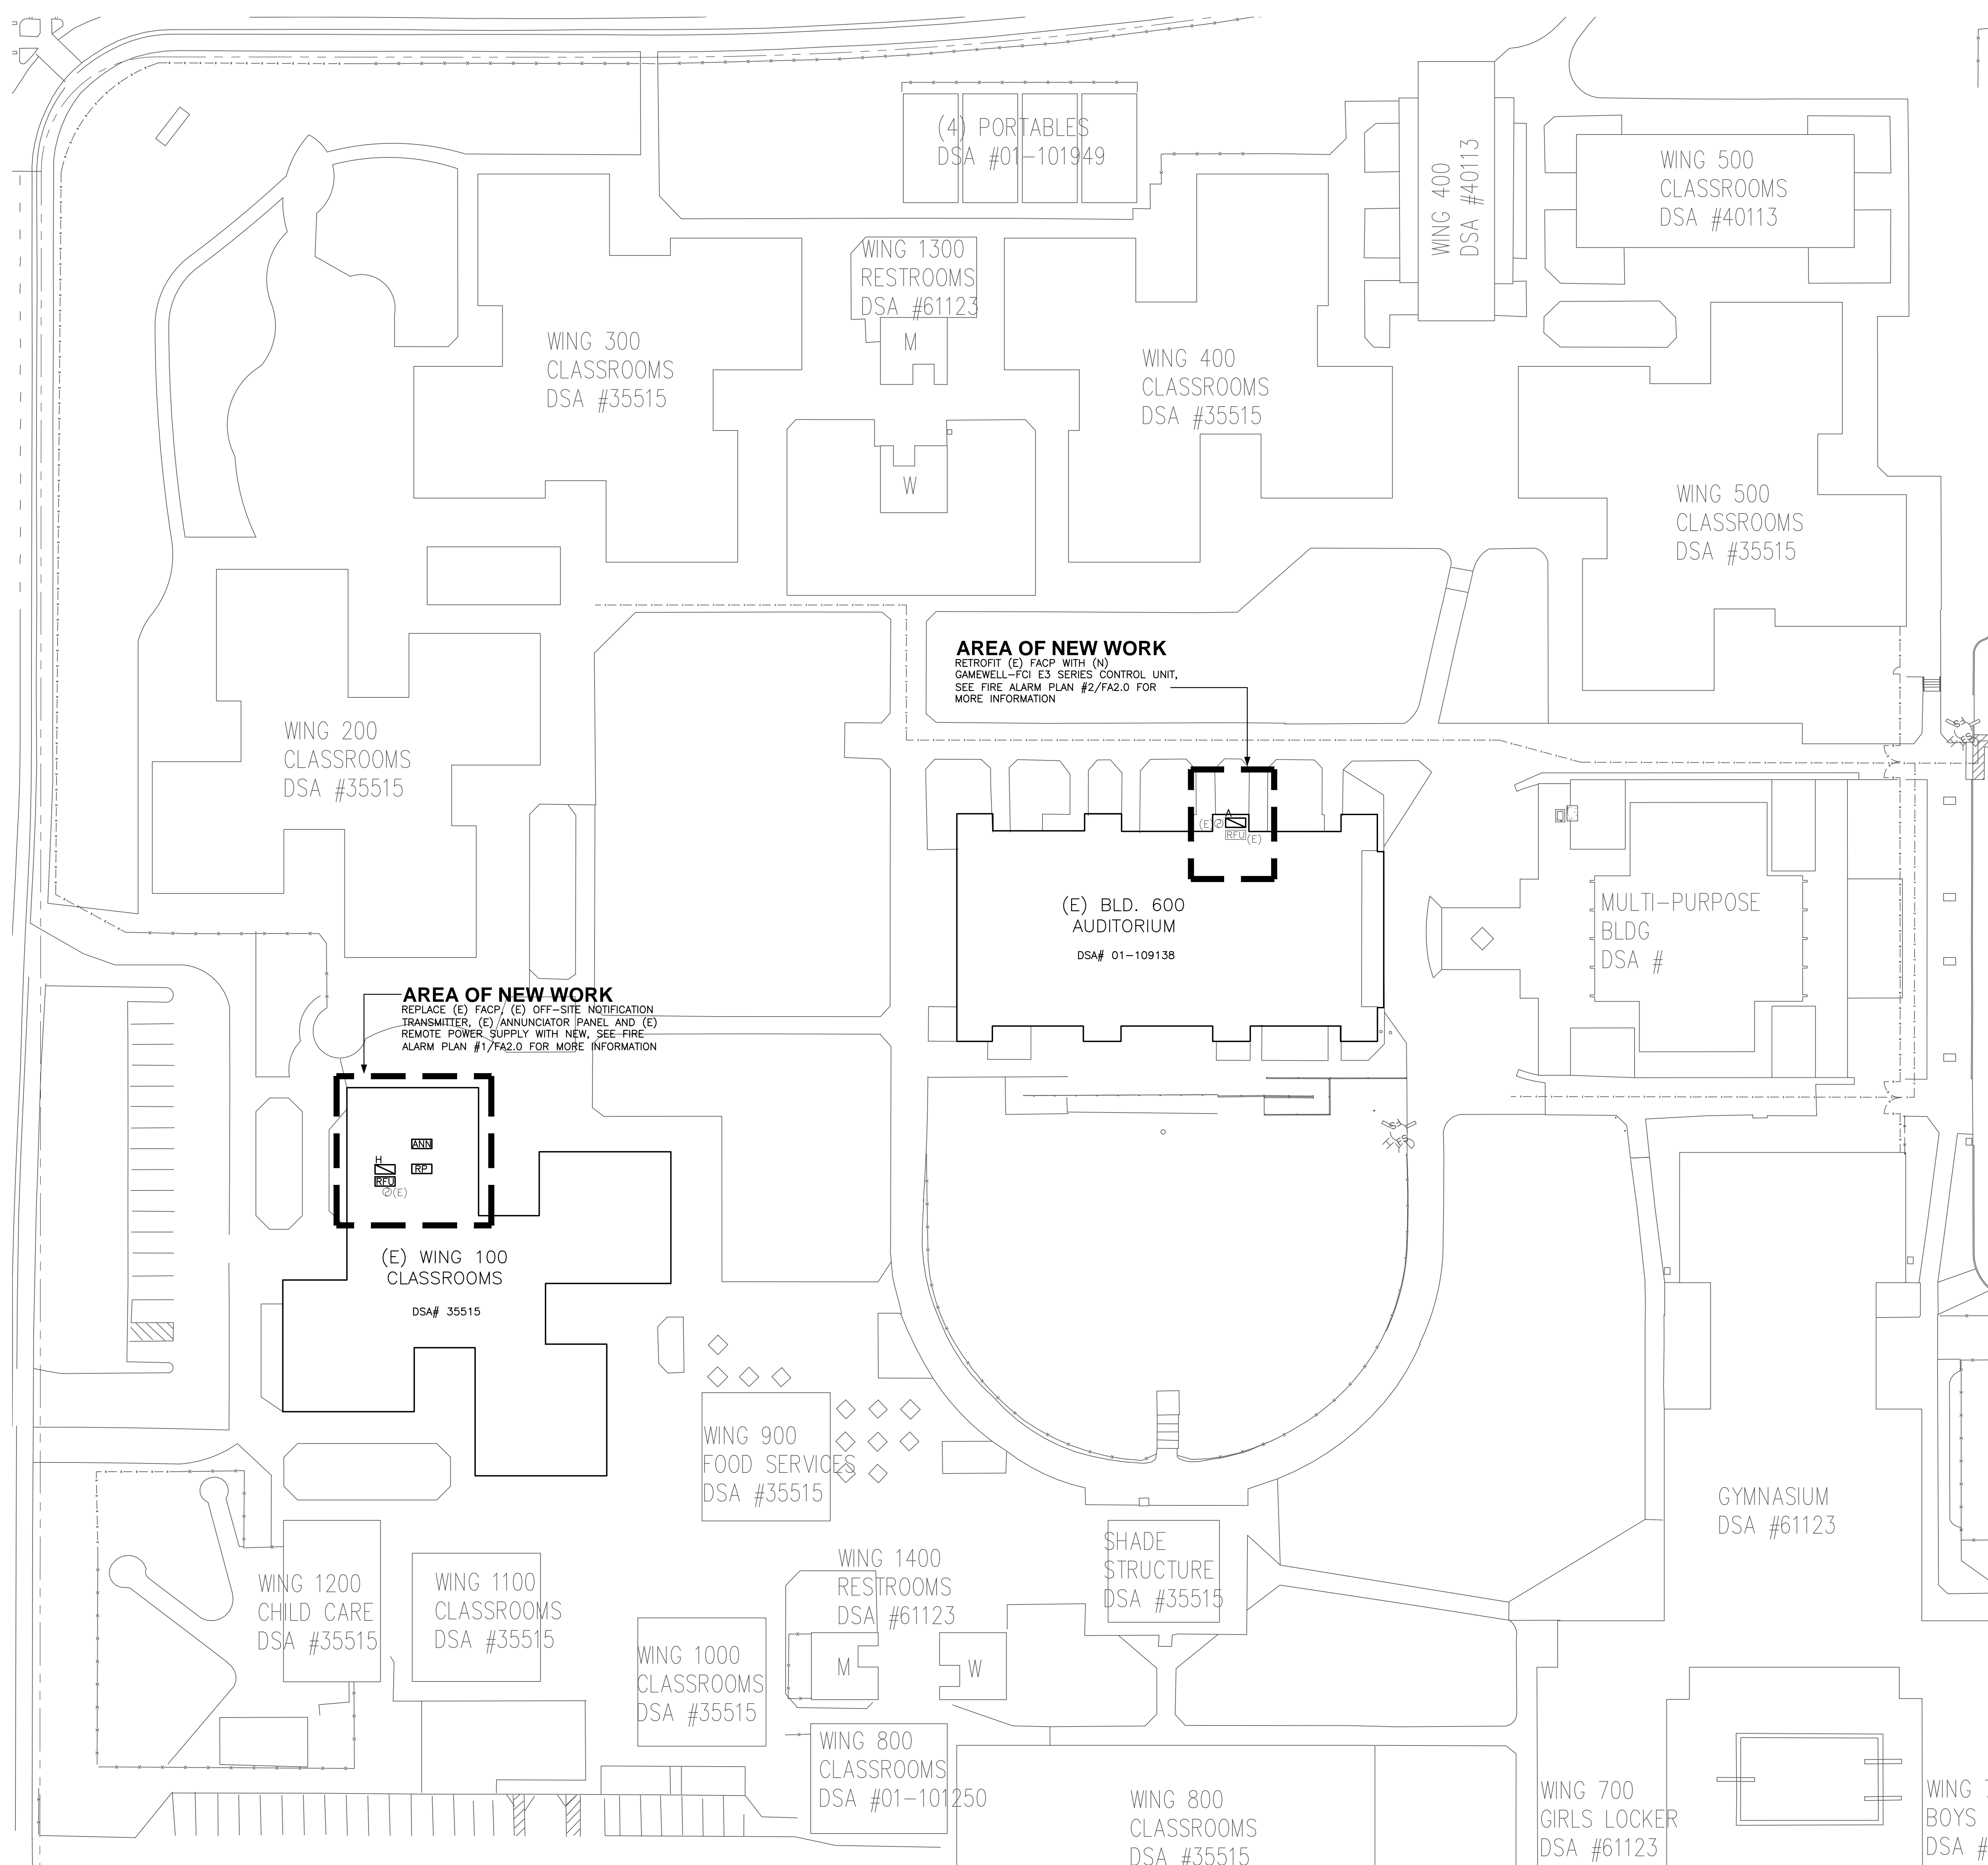 (4) PORTABLES
DSA #01-101949
WING 400
DSA #40113
WING 500
CLASSROOMS
DSA #40113
WING 1300
RESTROOMS
DSA #61123
M
WING 300
CLASSROOMS
DSA #35515
WING 400
CLASSROOMS
DSA #35515
W
WING 500
CLASSROOMS
DSA #35515
AREA OF NEW WORK
RETROFIT (E) FACP WITH (N)
GAMEWELL-FCI E3 SERIES CONTROL UNIT,
SEE FIRE ALARM PLAN #2/FA2.0 FOR
MORE INFORMATION
WING 200
CLASSROOMS
DSA #35515
A
(E)
RFU
(E)
(E) BLD. 600
AUDITORIUM
DSA# 01-109138
MULTI-PURPOSE
BLDG
DSA #
AREA OF NEW WORK
REPLACE (E) FACP, (E) OFF-SITE NOTIFICATION
TRANSMITTER, (E) ANNUNCIATOR PANEL AND (E)
REMOTE POWER SUPPLY WITH NEW, SEE FIRE
ALARM PLAN #1/FA2.0 FOR MORE INFORMATION
ANN
H
RP
RFU
(E)
(E) WING 100
CLASSROOMS
DSA# 35515
WING 900
FOOD SERVICES
DSA #35515
GYMNASIUM
DSA #61123
SHADE
STRUCTURE
DSA #35515
WING 1400
RESTROOMS
DSA #61123
M
W
WING 1200
CHILD CARE
DSA #35515
WING 1100
CLASSROOMS
DSA #35515
WING 1000
CLASSROOMS
DSA #35515
WING 800
CLASSROOMS
DSA #01-101250
WING 800
CLASSROOMS
DSA #35515
WING 700
GIRLS LOCKER
DSA #61123
WING
BOYS
DSA #